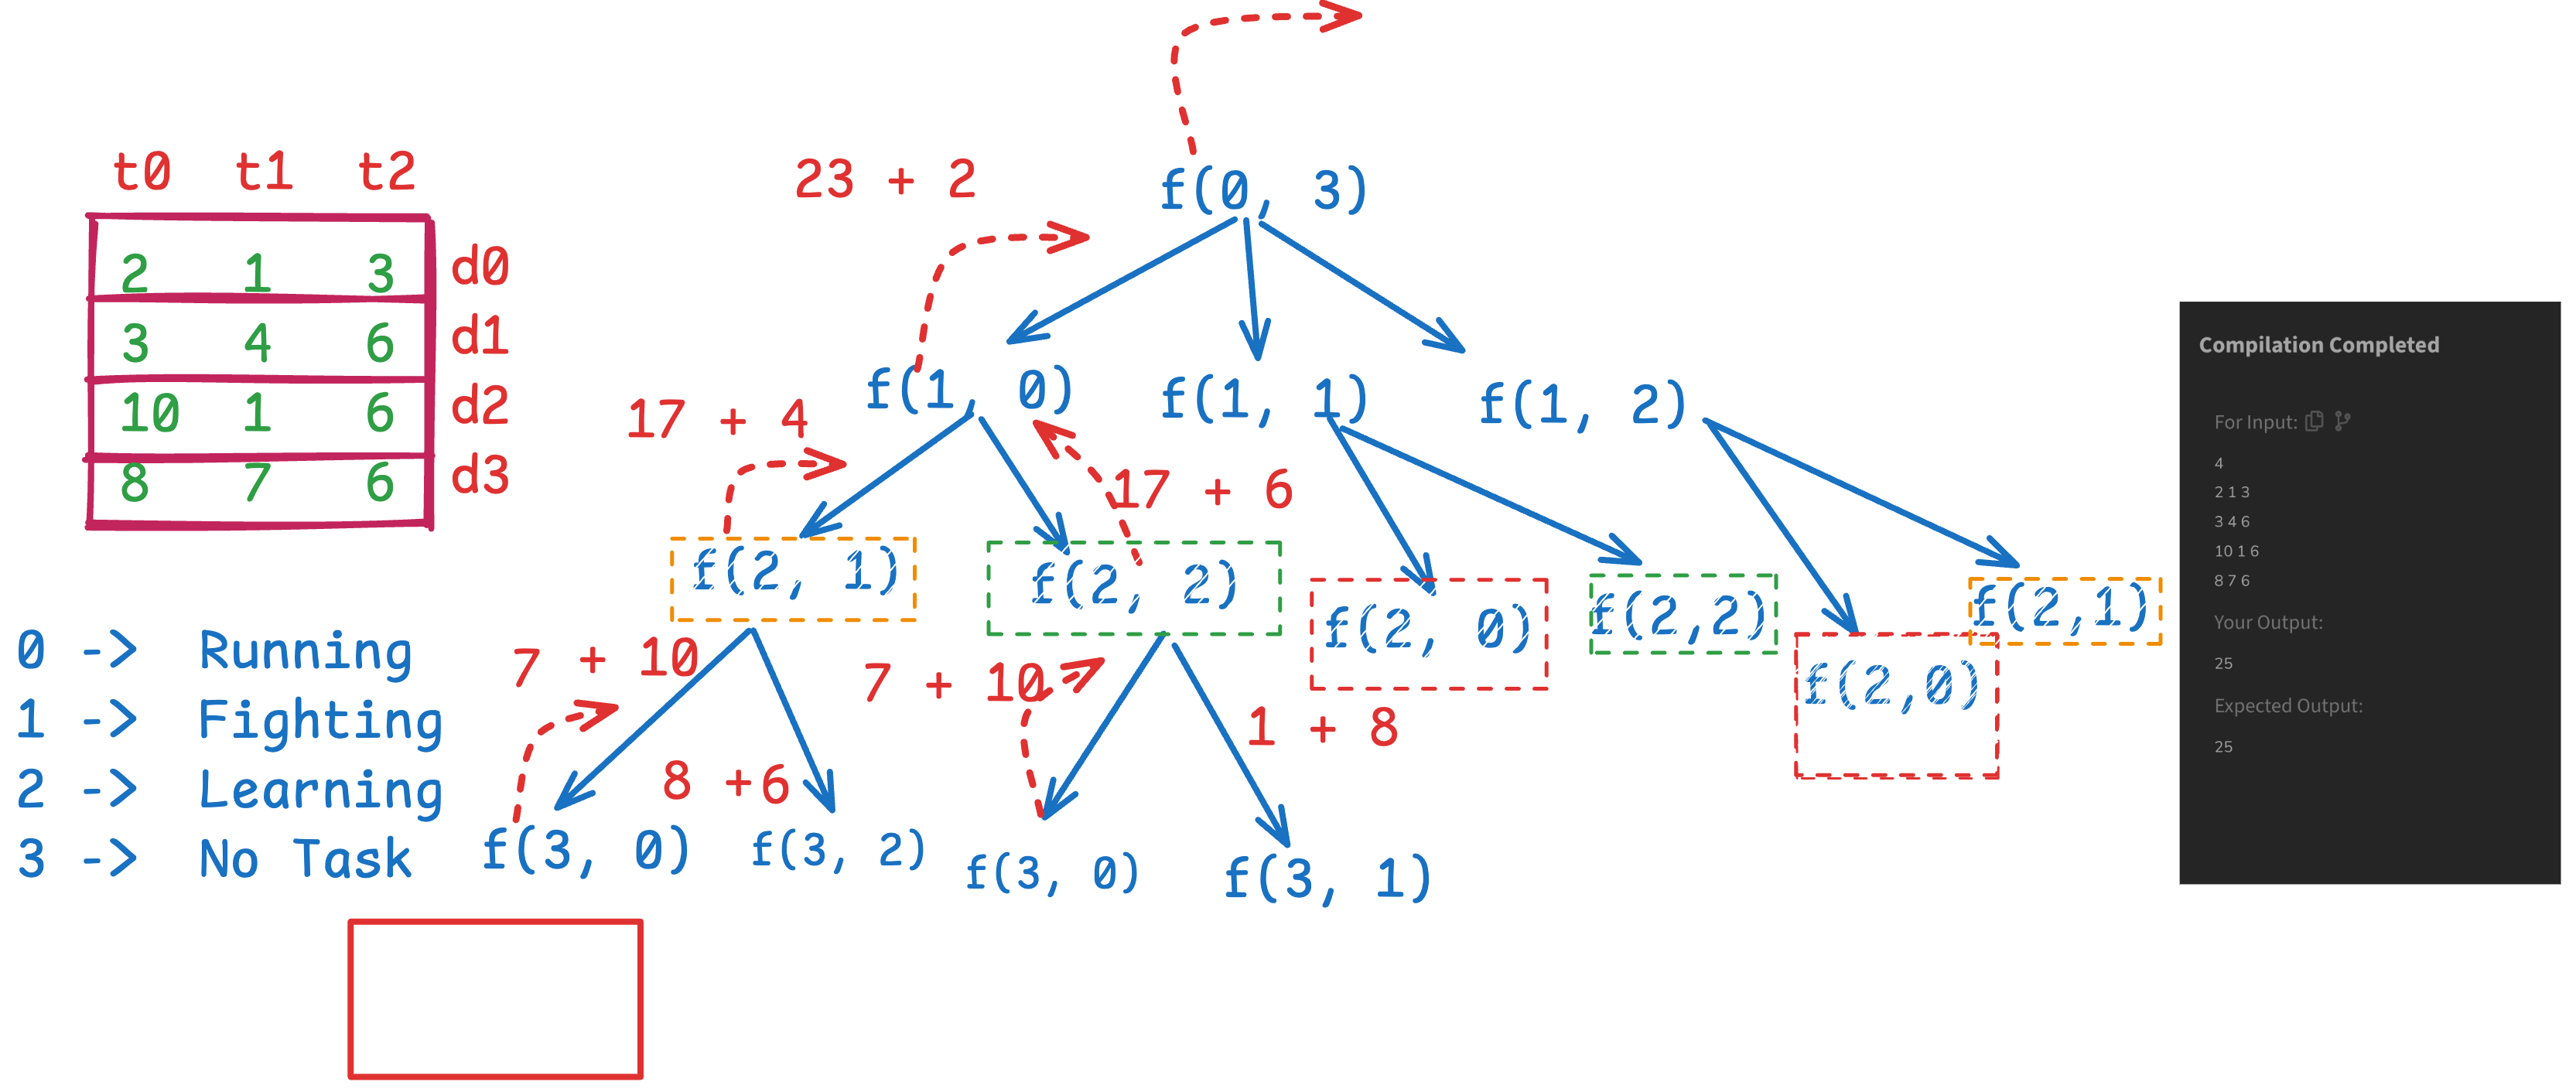 23 + 2
f(0, 3)
t0 t1 t2
2 1 3 d0
3 4 6 d1
10 1 6 d2
8 7 6 d3
f(1, 0) f(1, 1) f(1, 2)
17 + 4
17 + 6
f(2, 1) f(2, 2) f(2, 0) f(2,2) f(2,0) f(2,1)
7 + 10
8 +6
7 + 10
1 + 8
f(3, 0) f(3, 2) f(3, 0) f(3, 1)
0 -> Running
1 -> Fighting
2 -> Learning
3 -> No Task
Compilation Completed
For Input:
4
2 1 3
3 4 6
10 1 6
8 7 6
Your Output:
25
Expected Output:
25